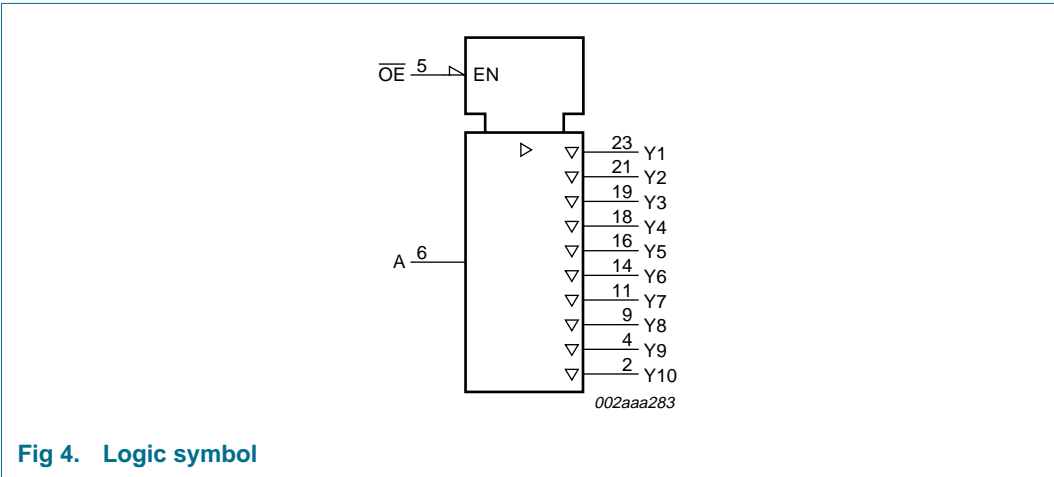 O̅E̅ 5 EN
23 Y1
21 Y2
19 Y3
18 Y4
A 6
16 Y5
14 Y6
11 Y7
9 Y8
4 Y9
2 Y10
002aaa283
Fig 4. Logic symbol